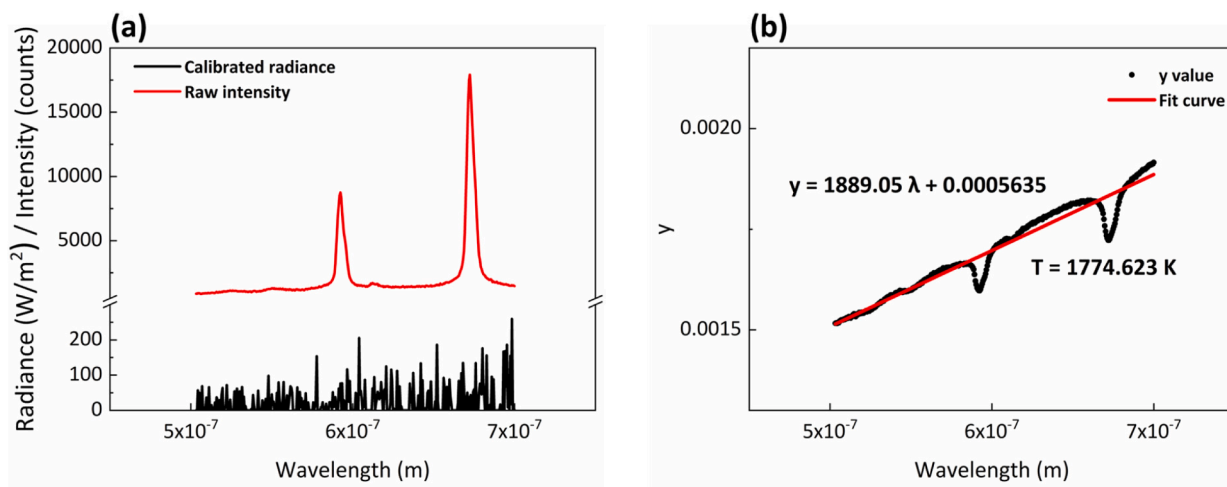 (a)
Radiance (W/m²) / Intensity (counts)
20000
15000
10000
5000
200
100
0
Calibrated radiance
Raw intensity
5x10⁻⁷
6x10⁻⁷
7x10⁻⁷
Wavelength (m)
(b)
y
0.0020
0.0015
y value
Fit curve
y = 1889.05 λ + 0.0005635
T = 1774.623 K
5x10⁻⁷
6x10⁻⁷
7x10⁻⁷
Wavelength (m)